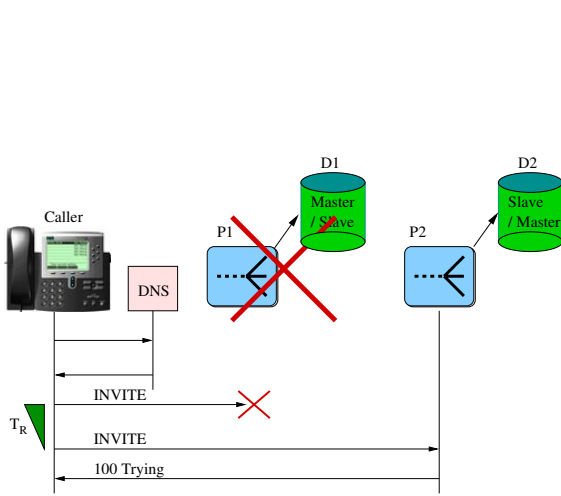 D1
D2
Master
/ Slave
Slave
/ Master
Caller
P1
P2
DNS
INVITE
TR
INVITE
100 Trying